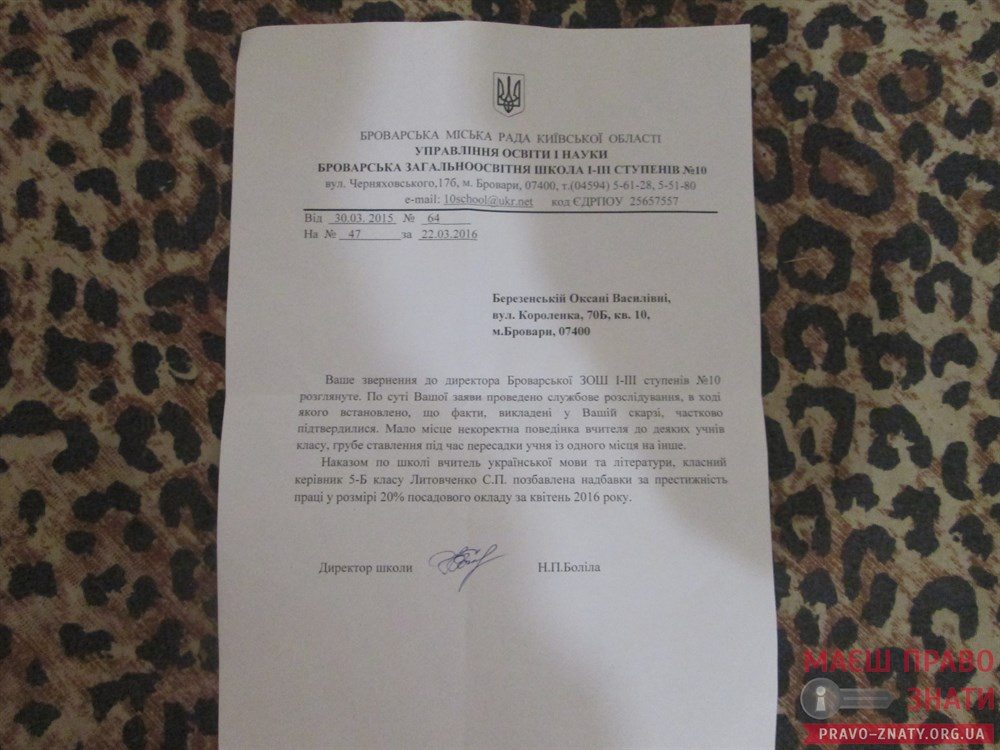 БРОВАРСЬКА МІСЬКА РАДА КИЇВСЬКОЇ ОБЛАСТІ
УПРАВЛІННЯ ОСВІТИ І НАУКИ
БРОВАРСЬКА ЗАГАЛЬНООСВІТНЯ ШКОЛА І-ІІІ СТУПЕНІВ №10
вул. Черняховського,17б, м. Бровари, 07400, т.(04594) 5-61-28, 5-51-80
e-mail: 10school@ukr.net код ЄДРПОУ 25657557
Від 30.03. 2015 № 64
На № 47 за 22.03.2016
Березенській Оксані Василівні,
вул. Короленка, 70Б, кв. 10,
м.Бровари, 07400
Ваше звернення до директора Броварської ЗОШ І-ІІІ ступенів №10
розглянуте. По суті Вашої заяви проведено службове розслідування, в ході
якого встановлено, що факти, викладені у Вашій скарзі, частково
підтвердилися. Мало місце некоректна поведінка вчителя до деяких учнів
класу, грубе ставлення під час пересадки учня із одного місця на інше.
Наказом по школі вчитель української мови та літератури, класний
керівник 5-Б класу Литовченко С.П. позбавлена надбавки за престижність
праці у розмірі 20% посадового окладу за квітень 2016 року.
Директор школи Н.П.Боліла
МАЄШ ПРАВО
ЗНАТИ
PRAVO-ZNATY.ORG.UA